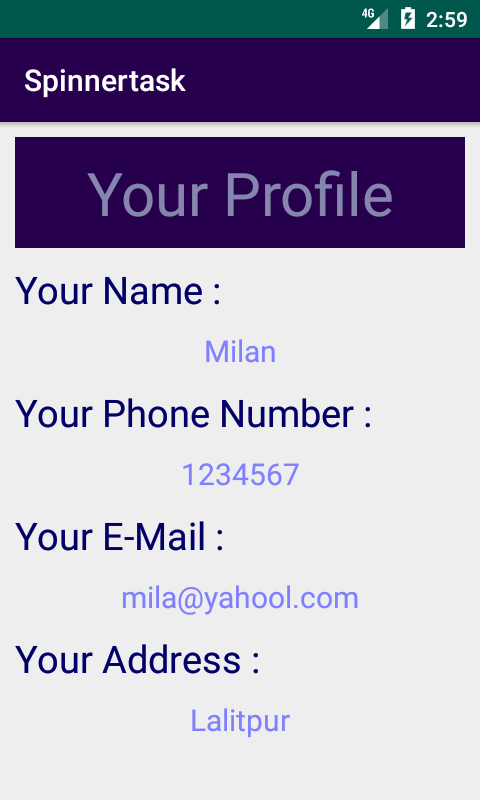 4G 2:59
Spinnertask
Your Profile
Your Name :
Milan
Your Phone Number :
1234567
Your E-Mail :
mila@yahool.com
Your Address :
Lalitpur